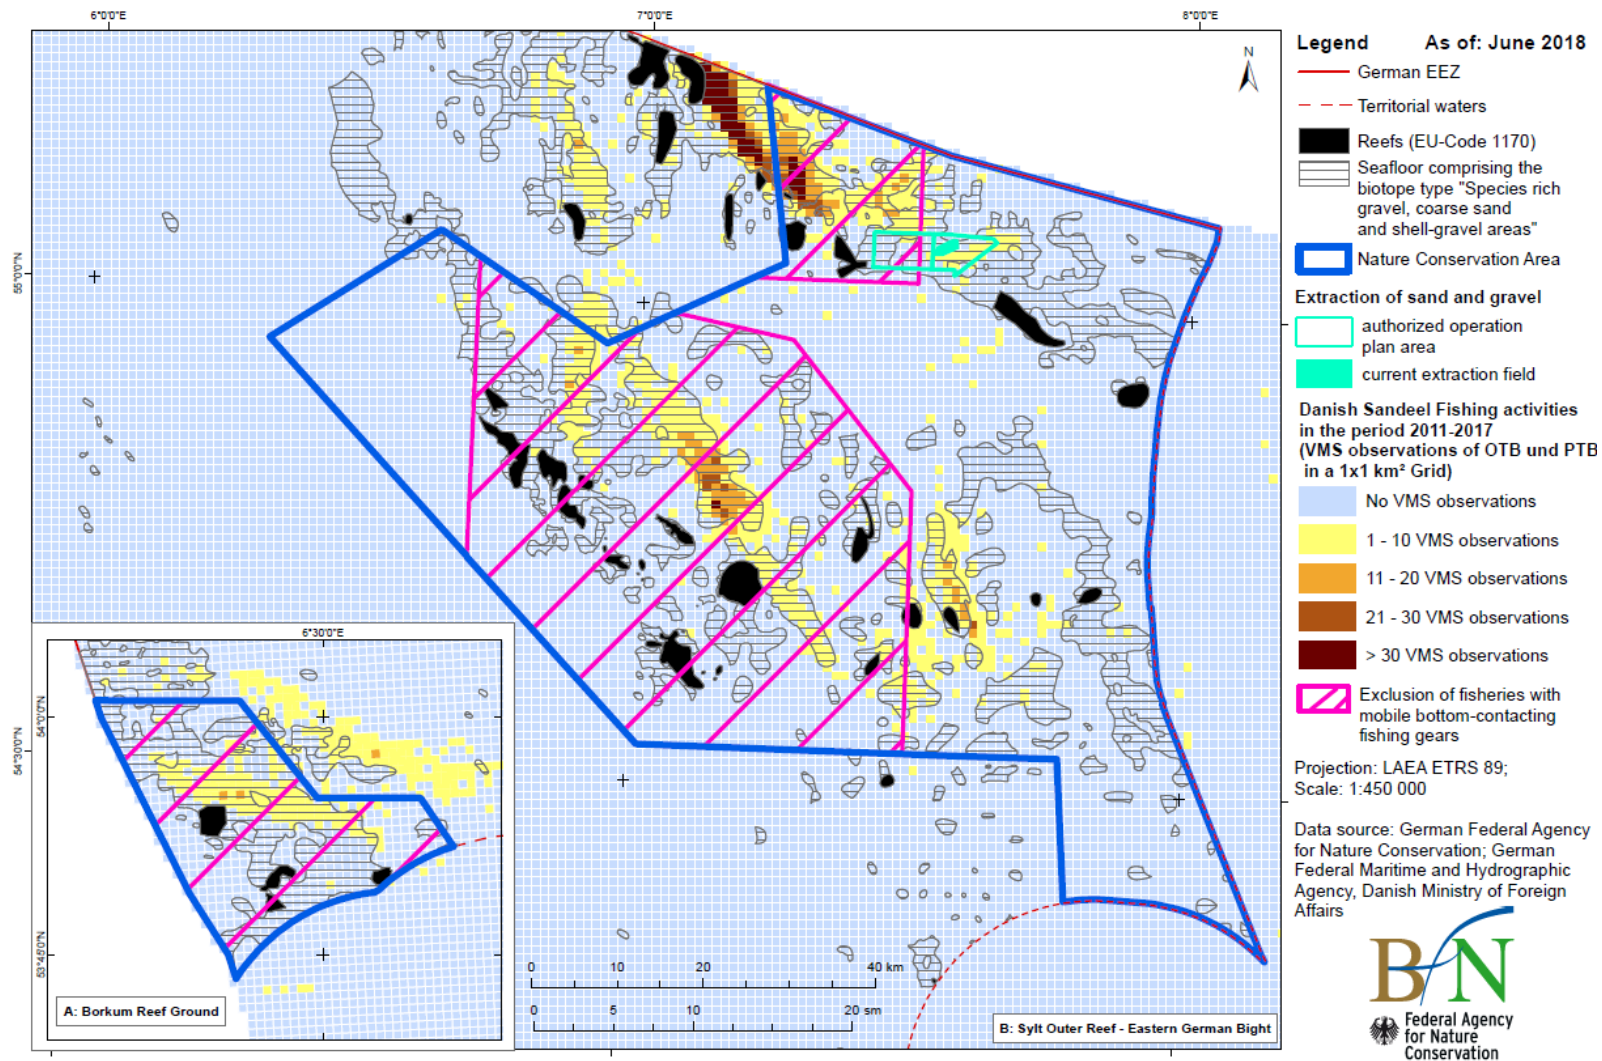 6°0'0"E
7°0'0"E
8°0'0"E
55°0'0"N
54°30'0"N
N
6°30'0"E
54°0'0"N
53°45'0"N
A: Borkum Reef Ground
0 10 20 40 km
0 5 10 20 sm
B: Sylt Outer Reef - Eastern German Bight
Legend As of: June 2018
German EEZ
Territorial waters
Reefs (EU-Code 1170)
Seafloor comprising the
biotope type "Species rich
gravel, coarse sand
and shell-gravel areas"
Nature Conservation Area
Extraction of sand and gravel
authorized operation
plan area
current extraction field
Danish Sandeel Fishing activities
in the period 2011-2017
(VMS observations of OTB und PTB
in a 1x1 km² Grid)
No VMS observations
1 - 10 VMS observations
11 - 20 VMS observations
21 - 30 VMS observations
> 30 VMS observations
Exclusion of fisheries with
mobile bottom-contacting
fishing gears
Projection: LAEA ETRS 89;
Scale: 1:450 000
Data source: German Federal Agency
for Nature Conservation; German
Federal Maritime and Hydrographic
Agency, Danish Ministry of Foreign
Affairs
BfN
Federal Agency
for Nature
Conservation